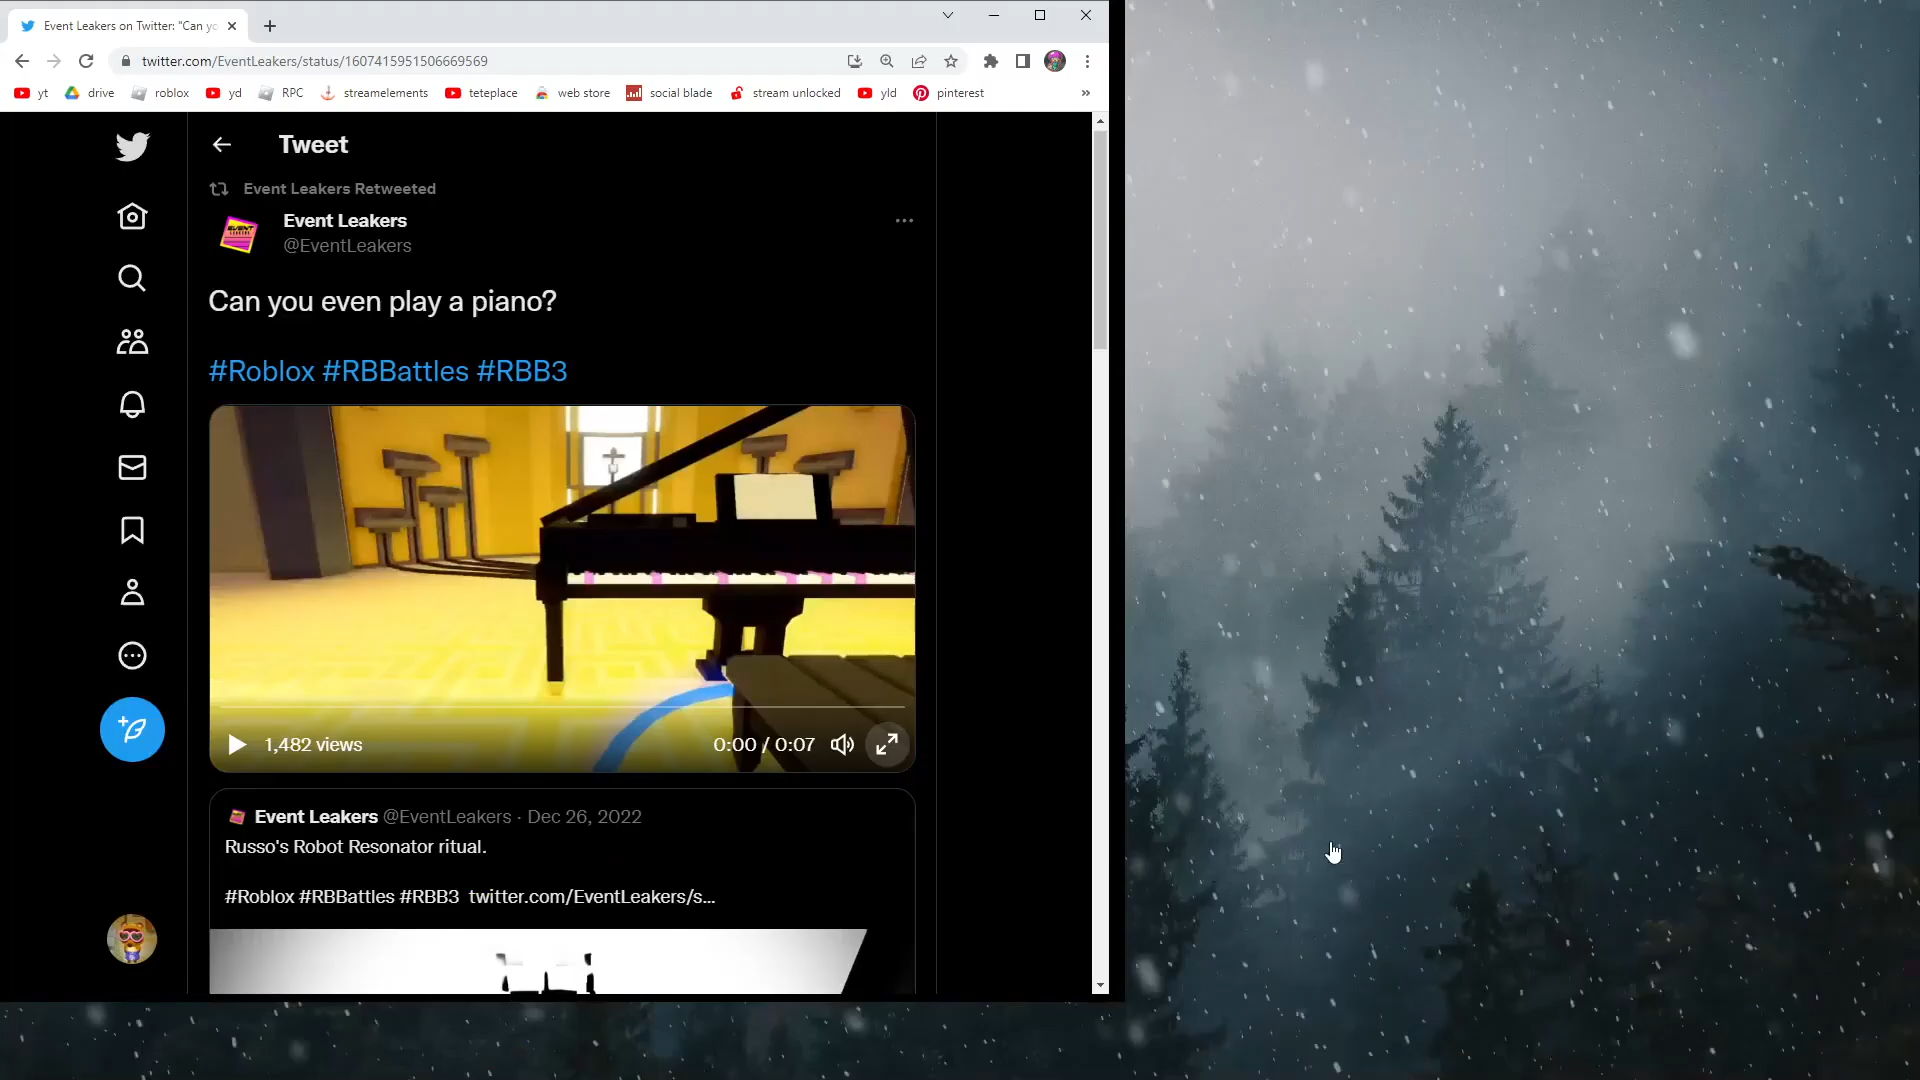 Event Leakers on Twitter: "Can yo
twitter.com/EventLeakers/status/1607415951506669569
yt drive roblox yd RPC streamelements teteplace web store social blade stream unlocked yld pinterest »
Tweet
Event Leakers Retweeted
Event Leakers
@EventLeakers
Can you even play a piano?
#Roblox #RBBattles #RBB3
1,482 views 0:00 / 0:07
Event Leakers @EventLeakers · Dec 26, 2022
Russo's Robot Resonator ritual.
#Roblox #RBBattles #RBB3 twitter.com/EventLeakers/s...